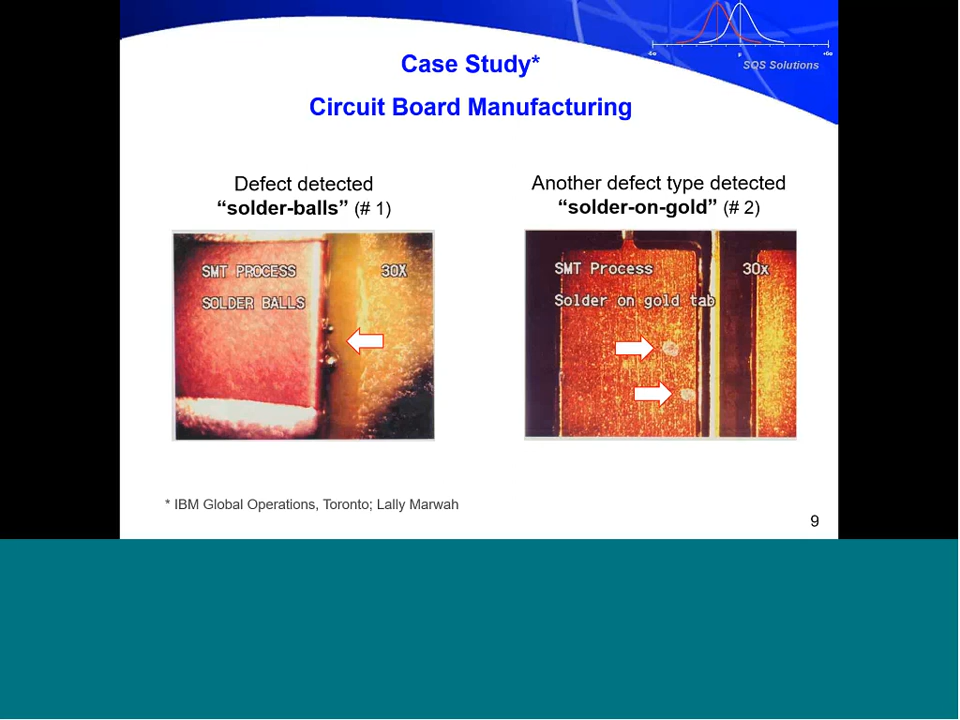 SQS Solutions
Case Study*
Circuit Board Manufacturing
Defect detected
“solder-balls” (# 1)
SMT PROCESS 30X
SOLDER BALLS
Another defect type detected
“solder-on-gold” (# 2)
SMT Process 30x
Solder on gold tab
* IBM Global Operations, Toronto; Lally Marwah
9